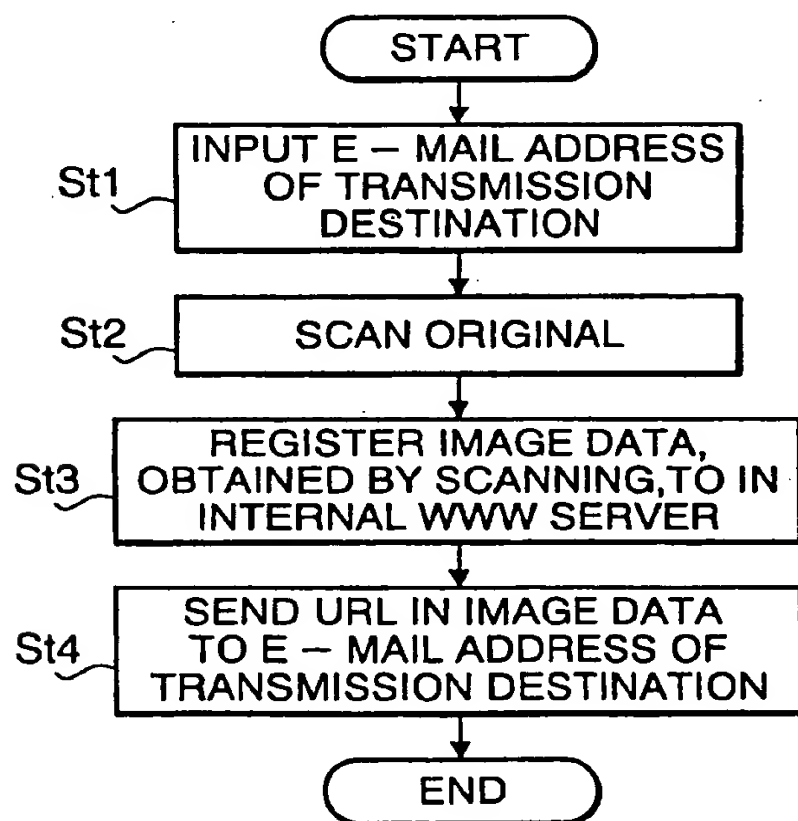 START
St1
INPUT E – MAIL ADDRESS
OF TRANSMISSION
DESTINATION
St2
SCAN ORIGINAL
St3
REGISTER IMAGE DATA,
OBTAINED BY SCANNING,TO IN
INTERNAL WWW SERVER
St4
SEND URL IN IMAGE DATA
TO E – MAIL ADDRESS OF
TRANSMISSION DESTINATION
END